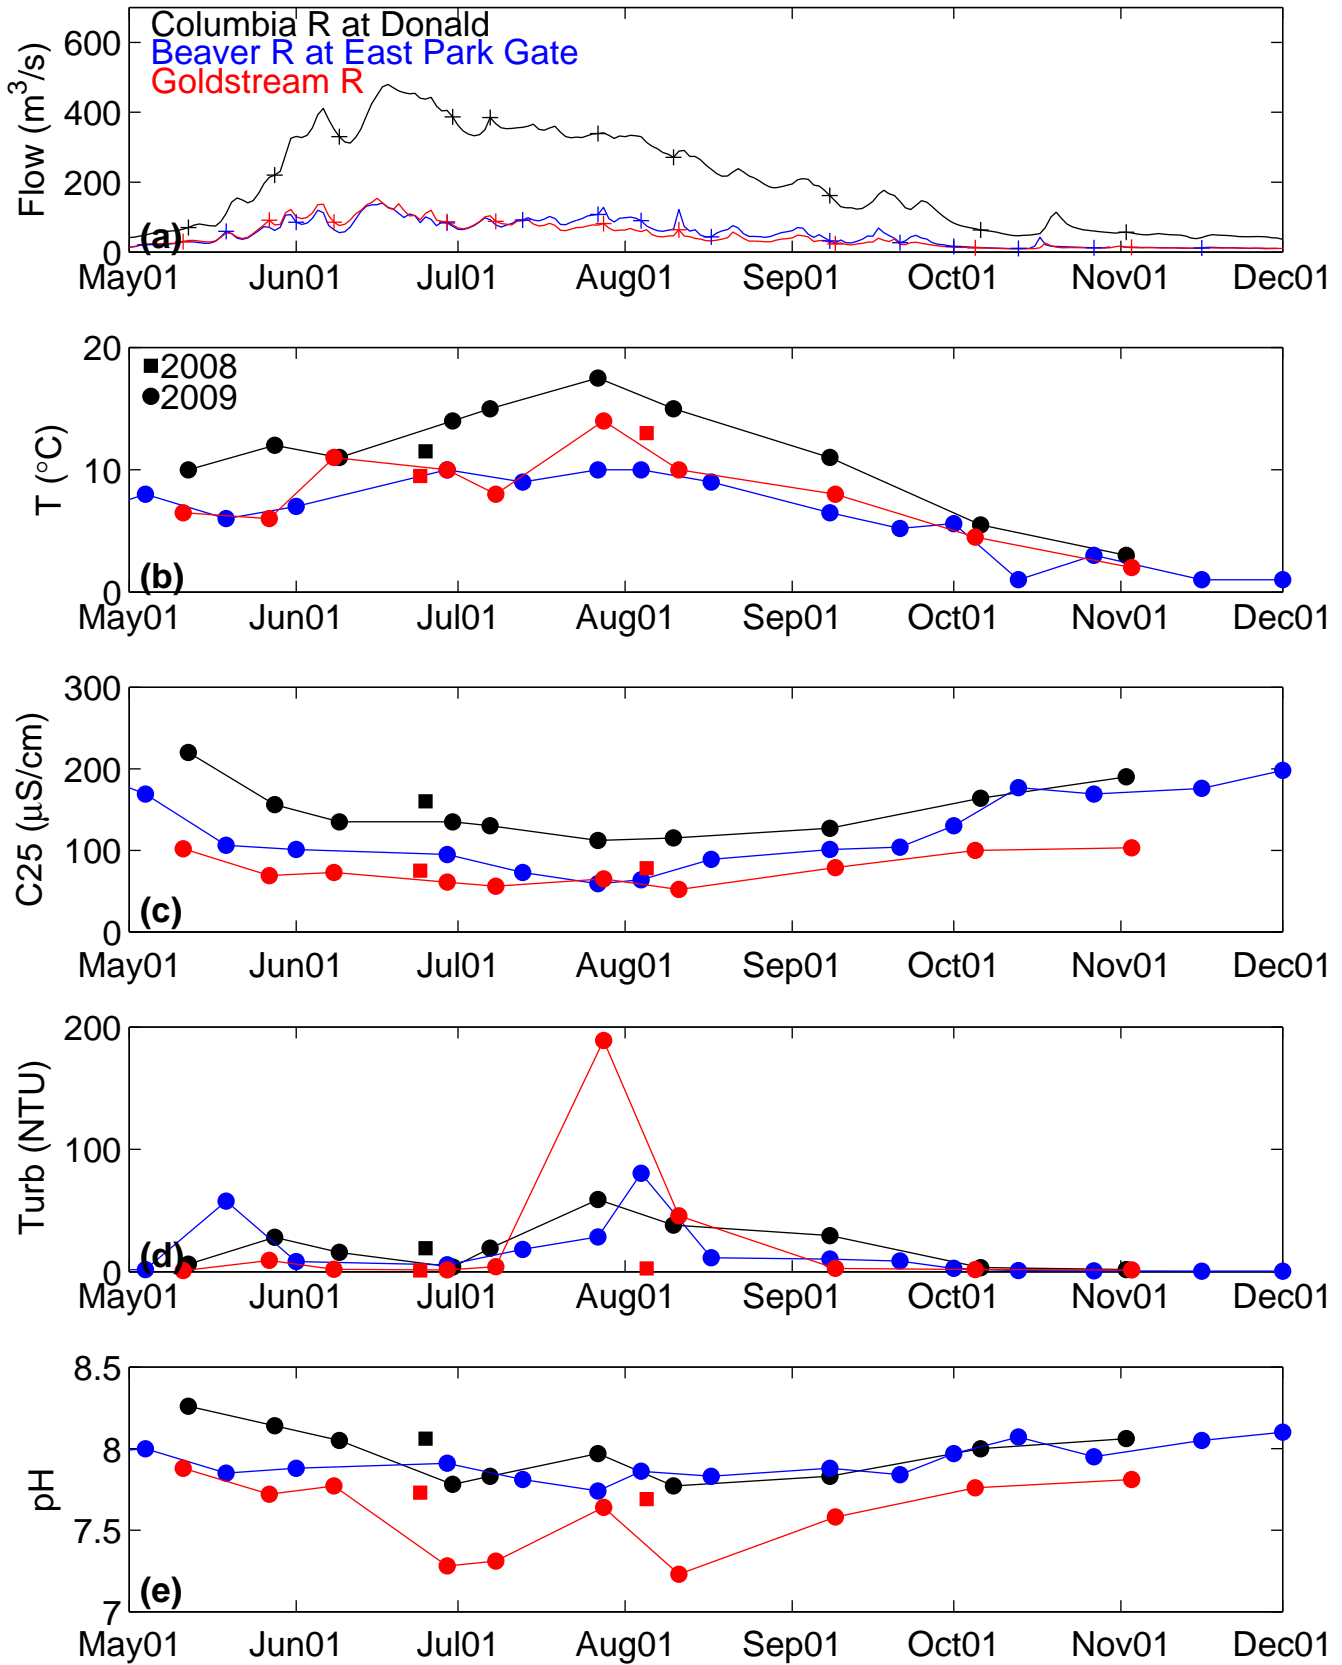 Columbia R at Donald
Beaver R at East Park Gate
Goldstream R
Flow (m³/s)
600
400
200
0
(a)
May01 Jun01 Jul01 Aug01 Sep01 Oct01 Nov01 Dec01
2008
2009
T (°C)
20
10
0
(b)
May01 Jun01 Jul01 Aug01 Sep01 Oct01 Nov01 Dec01
C25 (µS/cm)
300
200
100
0
(c)
May01 Jun01 Jul01 Aug01 Sep01 Oct01 Nov01 Dec01
Turb (NTU)
200
100
0
(d)
May01 Jun01 Jul01 Aug01 Sep01 Oct01 Nov01 Dec01
pH
8.5
8
7.5
7
(e)
May01 Jun01 Jul01 Aug01 Sep01 Oct01 Nov01 Dec01